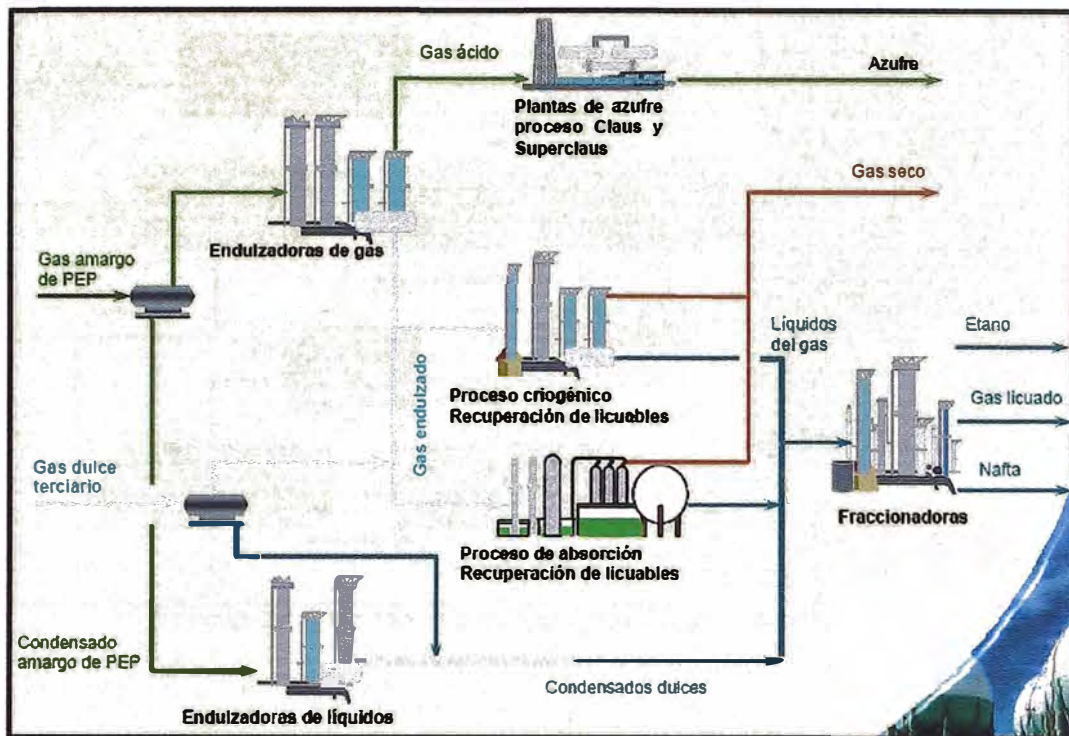 Gas ácido
Azufre
Plantas de azufre
proceso Claus y
Superclaus
Gas seco
Endulzadoras de gas
Gas amargo
de PEP
Líquidos
del gas
Etano
Proceso criogénico
Recuperación de licuables
Gas endulzado
Gas licuado
Gas dulce
terciario
Nafta
Fraccionadoras
Proceso de absorción
Recuperación de licuables
Condensado
amargo de PEP
Condensados dulces
Endulzadoras de líquidos